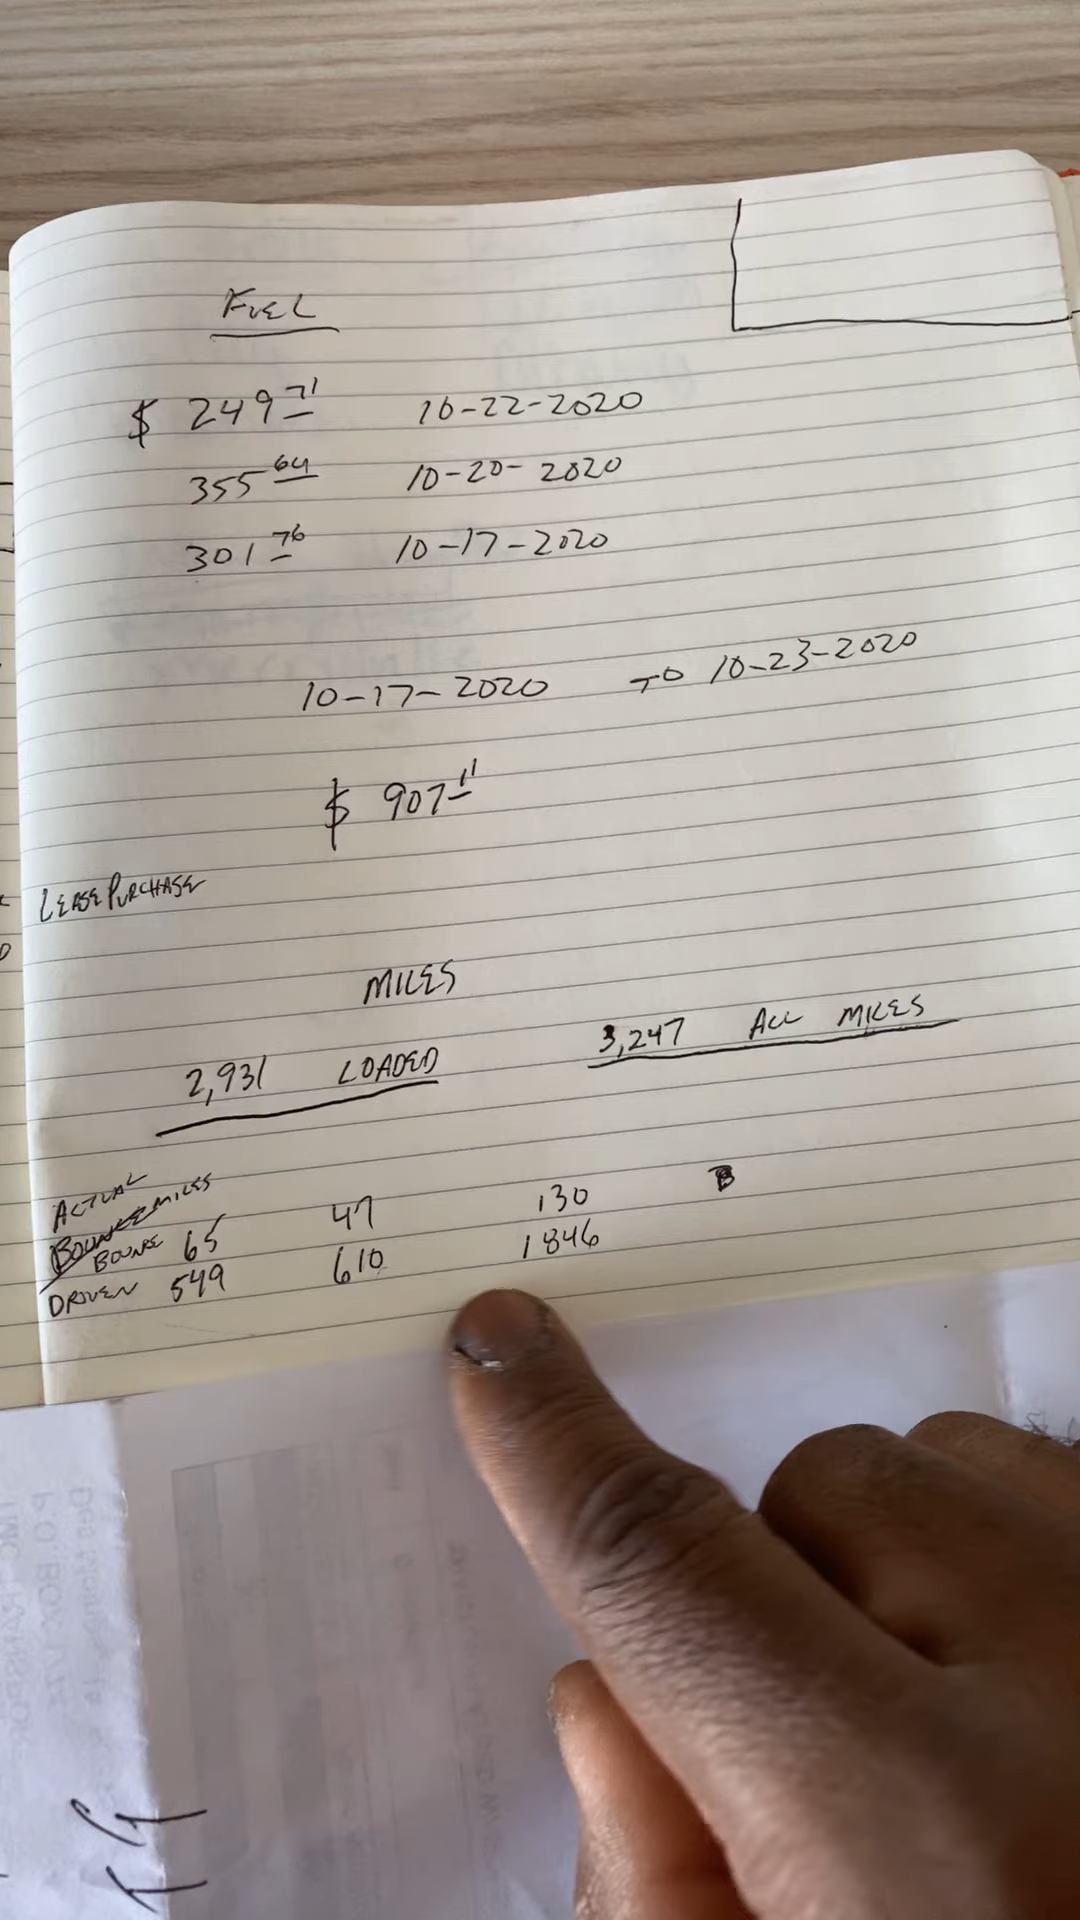 FUEL
$ 249 71 10-22-2020
355 64 10-20-2020
301 76 10-17-2020
10-17-2020 TO 10-23-2020
$ 907 11
LEASE PURCHASE
MILES
2,931 LOADED 3,247 ALL MILES
ACTUAL
BOUNCE MILES
BOUNCE 65 47 130
DRIVEN 549 610 1846
P.O. BOX